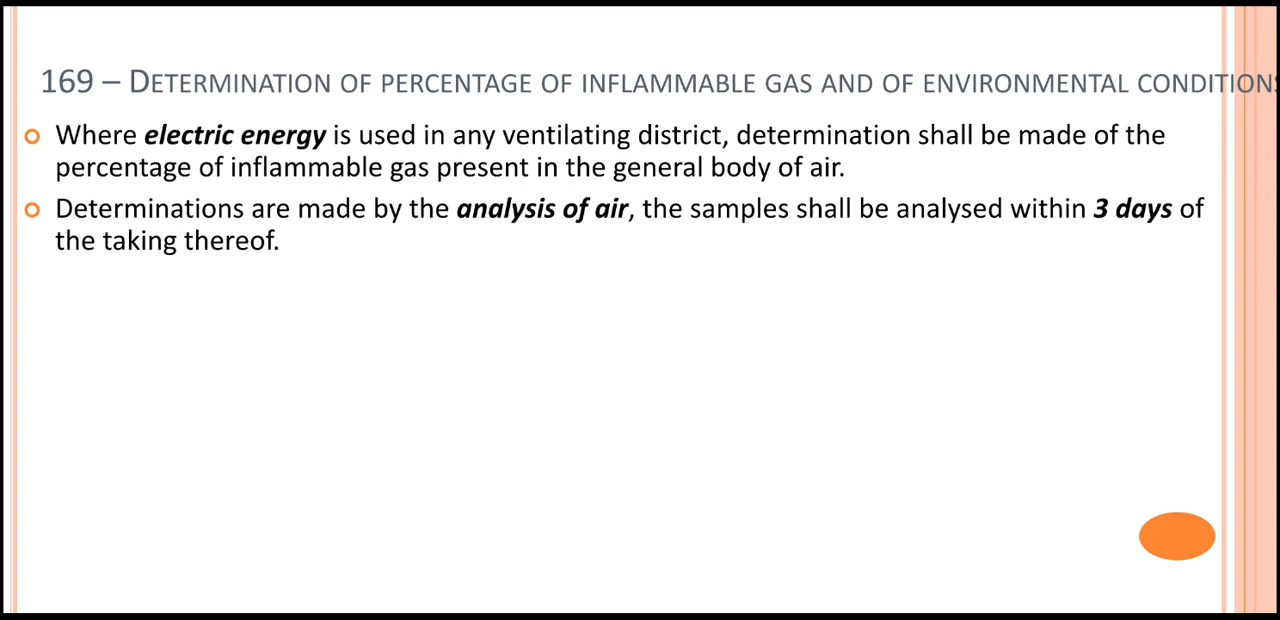 169 – DETERMINATION OF PERCENTAGE OF INFLAMMABLE GAS AND OF ENVIRONMENTAL CONDITIONS
Where electric energy is used in any ventilating district, determination shall be made of the
percentage of inflammable gas present in the general body of air.
Determinations are made by the analysis of air, the samples shall be analysed within 3 days of
the taking thereof.